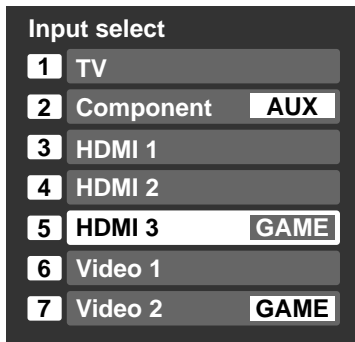 Input select
1 TV
2 Component AUX
3 HDMI 1
4 HDMI 2
5 HDMI 3 GAME
6 Video 1
7 Video 2 GAME